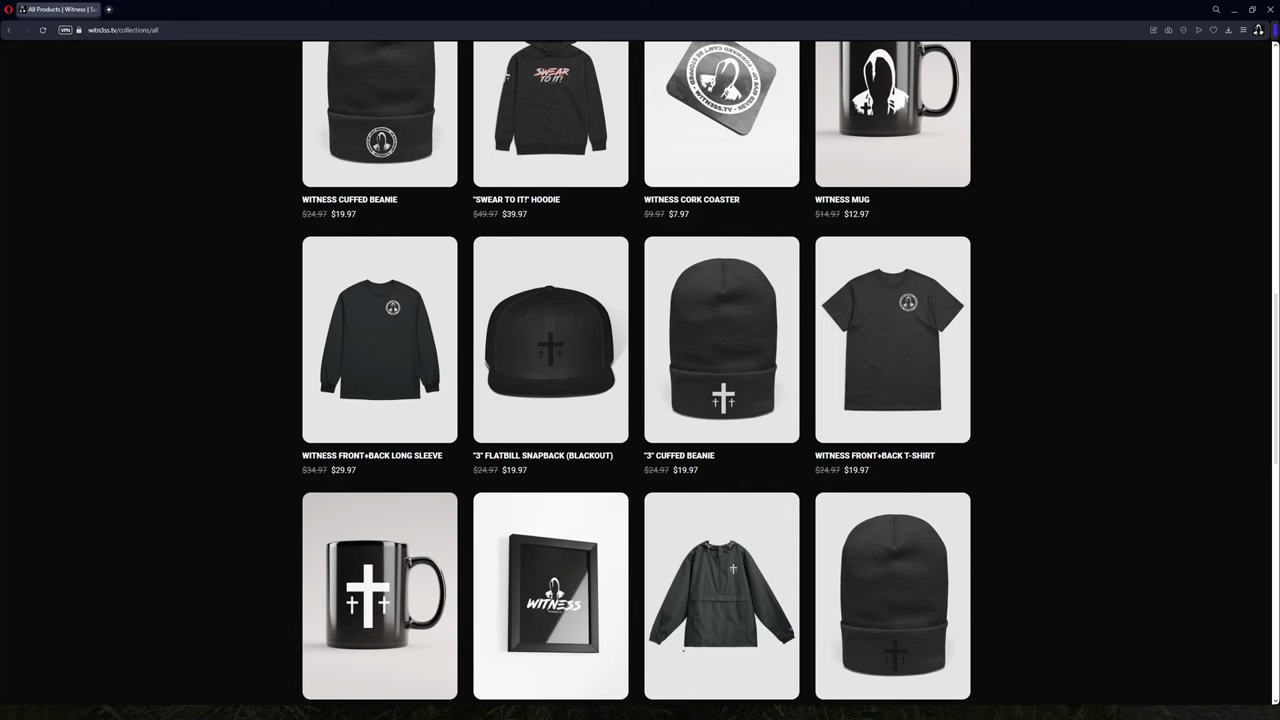 All Products | Witness | Su
VPN
witn3ss.tv/collections/all
SWEAR
TO IT!
WITNESS CUFFED BEANIE
$24.97 $19.97
"SWEAR TO IT!" HOODIE
$49.97 $39.97
WITNESS CORK COASTER
$9.97 $7.97
WITNESS MUG
$14.97 $12.97
WITNESS FRONT+BACK LONG SLEEVE
$34.97 $29.97
"3" FLATBILL SNAPBACK (BLACKOUT)
$24.97 $19.97
"3" CUFFED BEANIE
$24.97 $19.97
WITNESS FRONT+BACK T-SHIRT
$24.97 $19.97
WITNESS